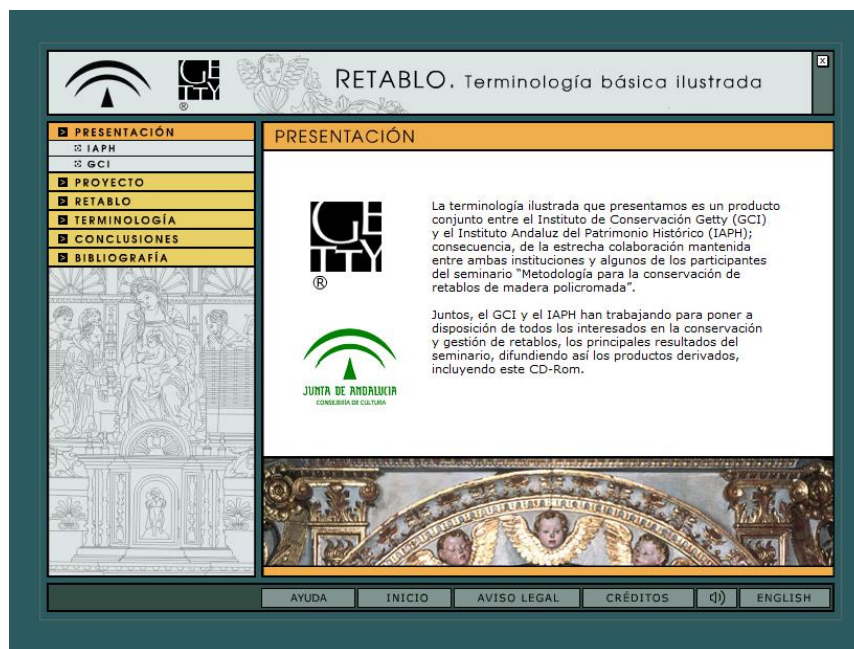 GETTY
®
RETABLO. Terminología básica ilustrada
x
PRESENTACIÓN
IAPH
GCI
PROYECTO
RETABLO
TERMINOLOGÍA
CONCLUSIONES
BIBLIOGRAFÍA
PRESENTACIÓN
GETTY
®
JUNTA DE ANDALUCIA
CONSEJERÍA DE CULTURA
La terminología ilustrada que presentamos es un producto
conjunto entre el Instituto de Conservación Getty (GCI)
y el Instituto Andaluz del Patrimonio Histórico (IAPH);
consecuencia, de la estrecha colaboración mantenida
entre ambas instituciones y algunos de los participantes
del seminario "Metodología para la conservación de
retablos de madera policromada".
Juntos, el GCI y el IAPH han trabajando para poner a
disposición de todos los interesados en la conservación
y gestión de retablos, los principales resultados del
seminario, difundiendo así los productos derivados,
incluyendo este CD-Rom.
AYUDA
INICIO
AVISO LEGAL
CRÉDITOS
ENGLISH